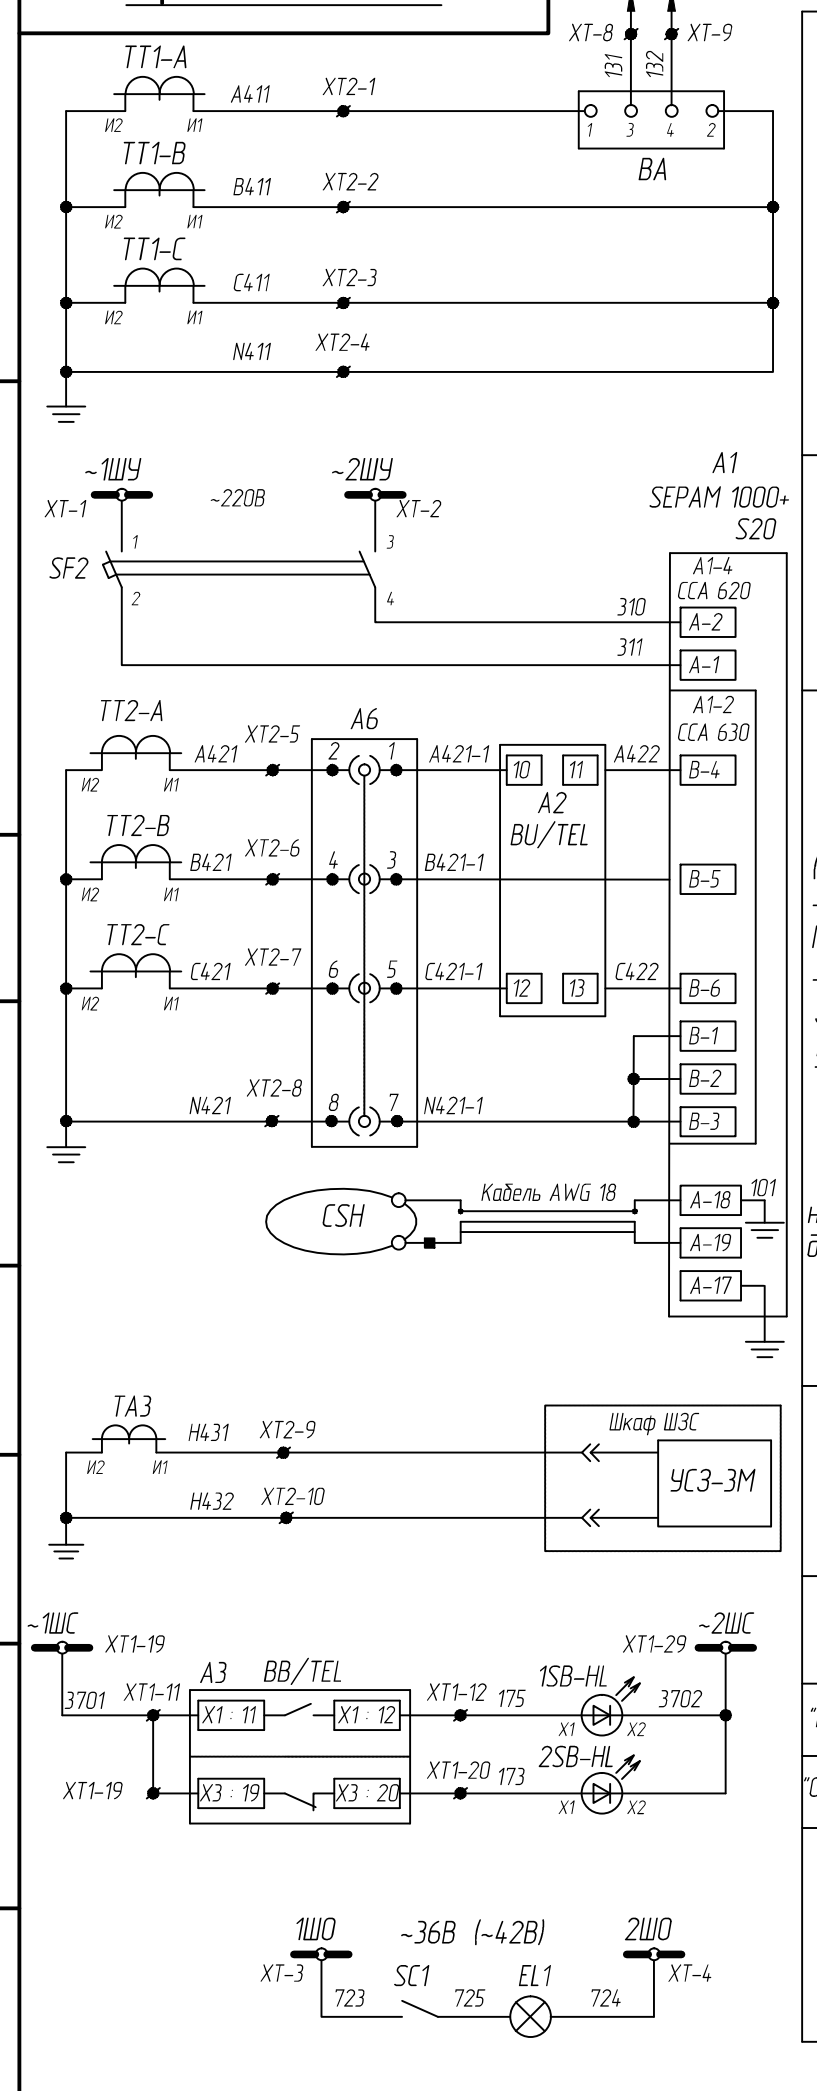 XT-8
XT-9
131
132
TT1-A
A411
XT2-1
И2
И1
1
3
4
2
BA
TT1-B
B411
XT2-2
И2
И1
TT1-C
C411
XT2-3
И2
И1
N411
XT2-4
~1ШУ
~2ШУ
XT-1
~220В
XT-2
A1
SEPAM 1000+
S20
SF2
1
2
3
4
A1-4
CCA 620
310
A-2
311
A-1
A1-2
CCA 630
TT2-A
A421
XT2-5
A6
2
1
A421-1
10
11
A422
B-4
И2
И1
A2
BU/TEL
TT2-B
B421
XT2-6
4
3
B421-1
B-5
И2
И1
TT2-C
C421
XT2-7
6
5
C421-1
12
13
C422
B-6
И2
И1
B-1
B-2
N421
XT2-8
8
7
N421-1
B-3
CSH
Кабель AWG 18
A-18
101
A-19
A-17
TA3
H431
XT2-9
И2
И1
Шкаф ШЗС
УСЗ-3М
H432
XT2-10
~1ШС
XT1-19
~2ШС
XT1-29
3701
XT1-11
A3
BB/TEL
X1 : 11
X1 : 12
XT1-12
175
1SB-HL
X1
X2
3702
XT1-19
X3 : 19
X3 : 20
XT1-20
173
2SB-HL
X1
X2
1ШО
~36В (~42В)
2ШО
XT-3
SC1
EL1
XT-4
723
725
724